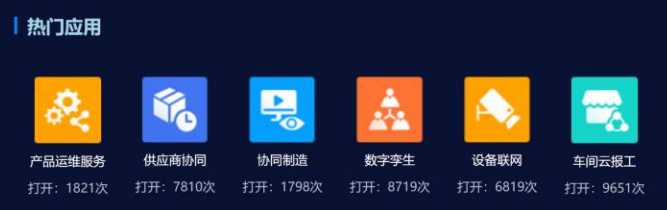 热门应用
产品运维服务 供应商协同 协同制造 数字孪生 设备联网 车间云报工
打开：1821次 打开：7810次 打开：1798次 打开：8719次 打开：6819次 打开：9651次